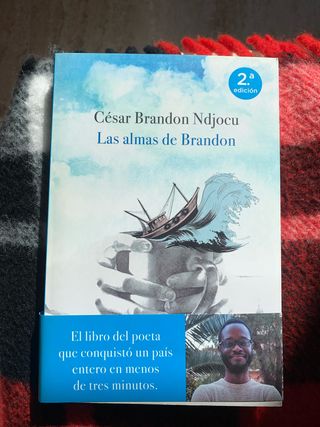 2.ª
edición
César Brandon Ndjocu
Las almas de Brandon
El libro del poeta
que conquistó un país
entero en menos
de tres minutos.